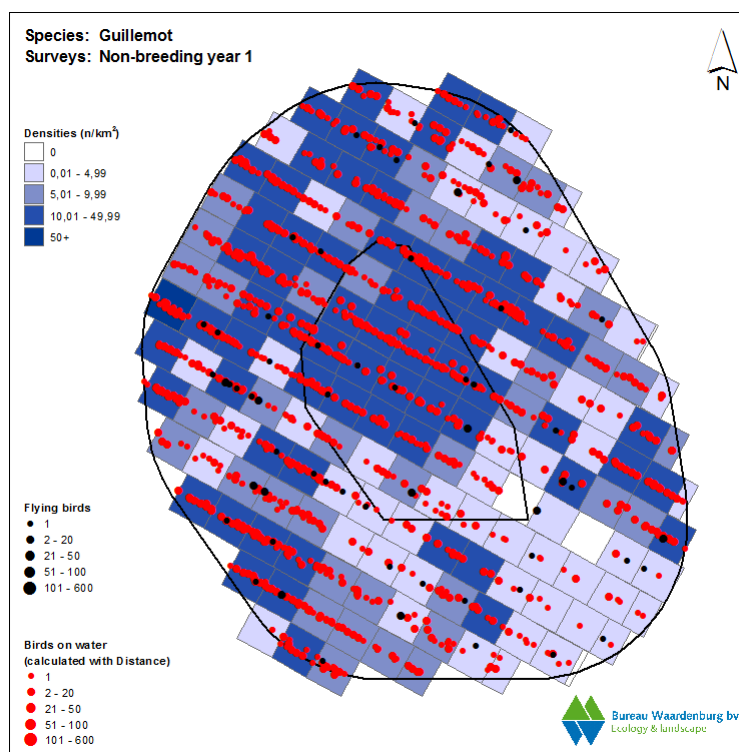 Species: Guillemot
Surveys: Non-breeding year 1
N
Densities (n/km²)
0
0,01 - 4,99
5,01 - 9,99
10,01 - 49,99
50+
Flying birds
1
2 - 20
21 - 50
51 - 100
101 - 600
Birds on water
(calculated with Distance)
1
2 - 20
21 - 50
51 - 100
101 - 600
Bureau Waardenburg bv
Ecology & landscape